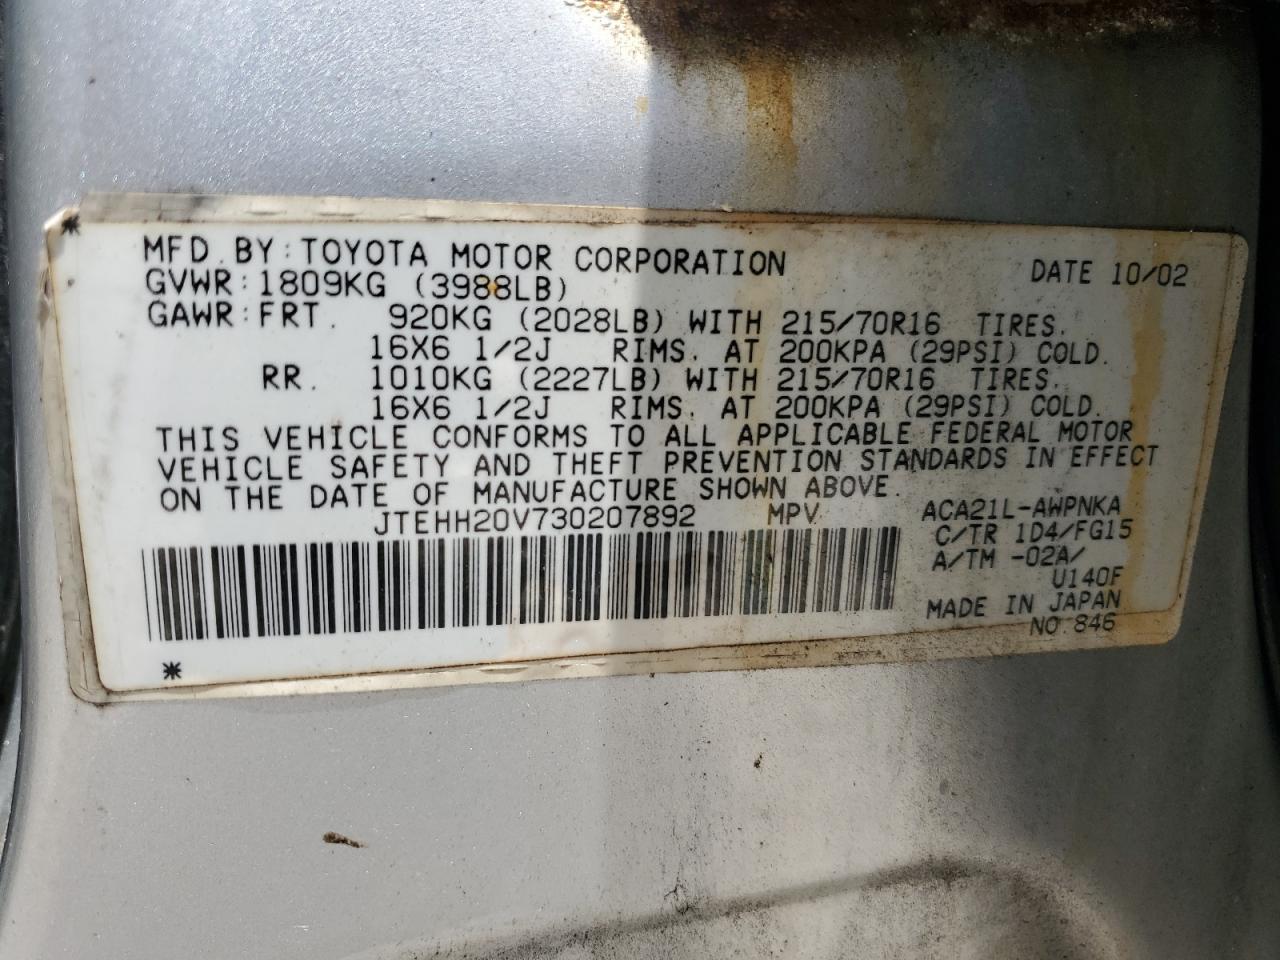 MFD. BY: TOYOTA MOTOR CORPORATION DATE 10/02
GVWR: 1809KG (3988LB)
GAWR: FRT. 920KG (2028LB) WITH 215/70R16 TIRES.
16X6 1/2J RIMS. AT 200KPA (29PSI) COLD.
RR. 1010KG (2227LB) WITH 215/70R16 TIRES.
16X6 1/2J RIMS. AT 200KPA (29PSI) COLD.
THIS VEHICLE CONFORMS TO ALL APPLICABLE FEDERAL MOTOR
VEHICLE SAFETY AND THEFT PREVENTION STANDARDS IN EFFECT
ON THE DATE OF MANUFACTURE SHOWN ABOVE.
JTEHH20V730207892 MPV ACA21L-AWPNKA
C/TR 1D4/FG15
A/TM -02A/
U140F
MADE IN JAPAN
NO. 846